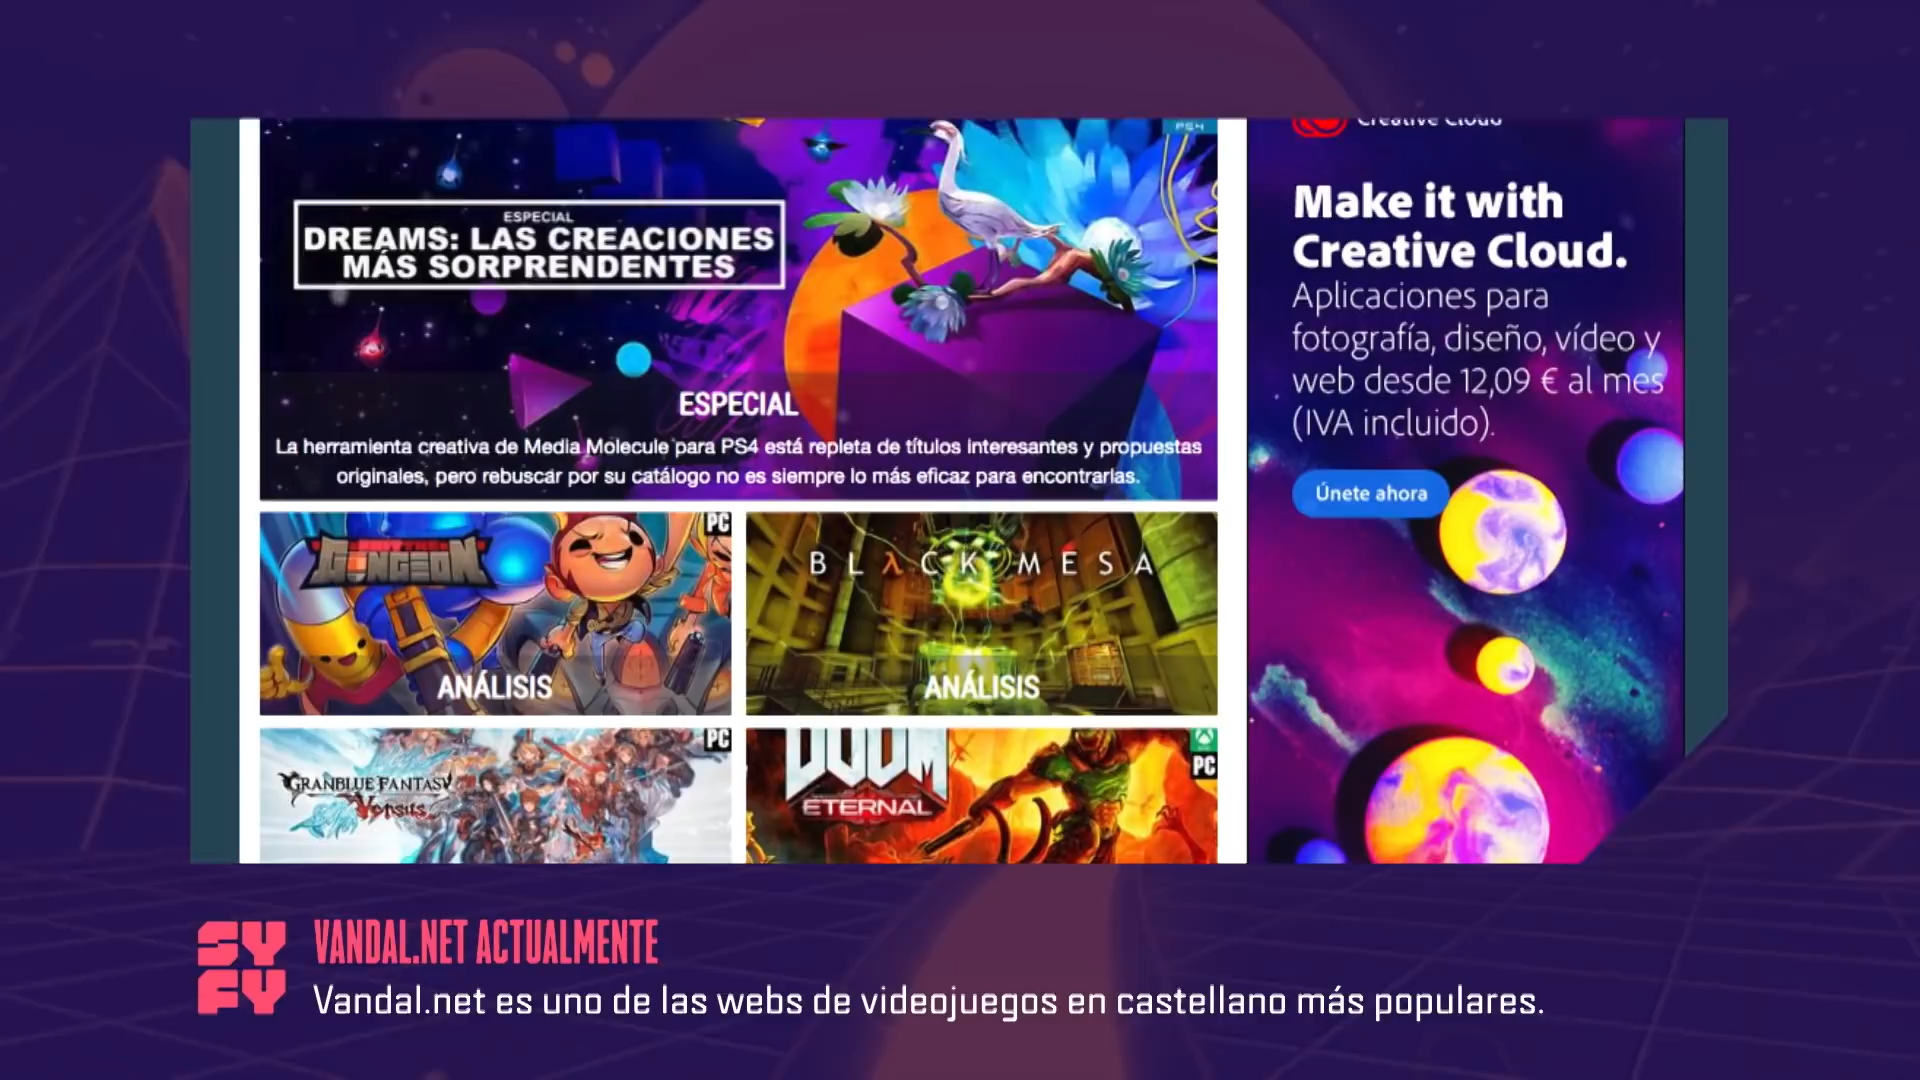 PS4
Creative Cloud
ESPECIAL
DREAMS: LAS CREACIONES
MÁS SORPRENDENTES
ESPECIAL
La herramienta creativa de Media Molecule para PS4 está repleta de títulos interesantes y propuestas
originales, pero rebuscar por su catálogo no es siempre lo más eficaz para encontrarlas.
Make it with
Creative Cloud.
Aplicaciones para
fotografía, diseño, vídeo y
web desde 12,09 € al mes
(IVA incluido).
Únete ahora
PC
GUNGEON
ANÁLISIS
BLACK MESA
ANÁLISIS
PC
GRANBLUE FANTASY
Versus
DOOM
ETERNAL
PC
SYFY
VANDAL.NET ACTUALMENTE
Vandal.net es uno de las webs de videojuegos en castellano más populares.